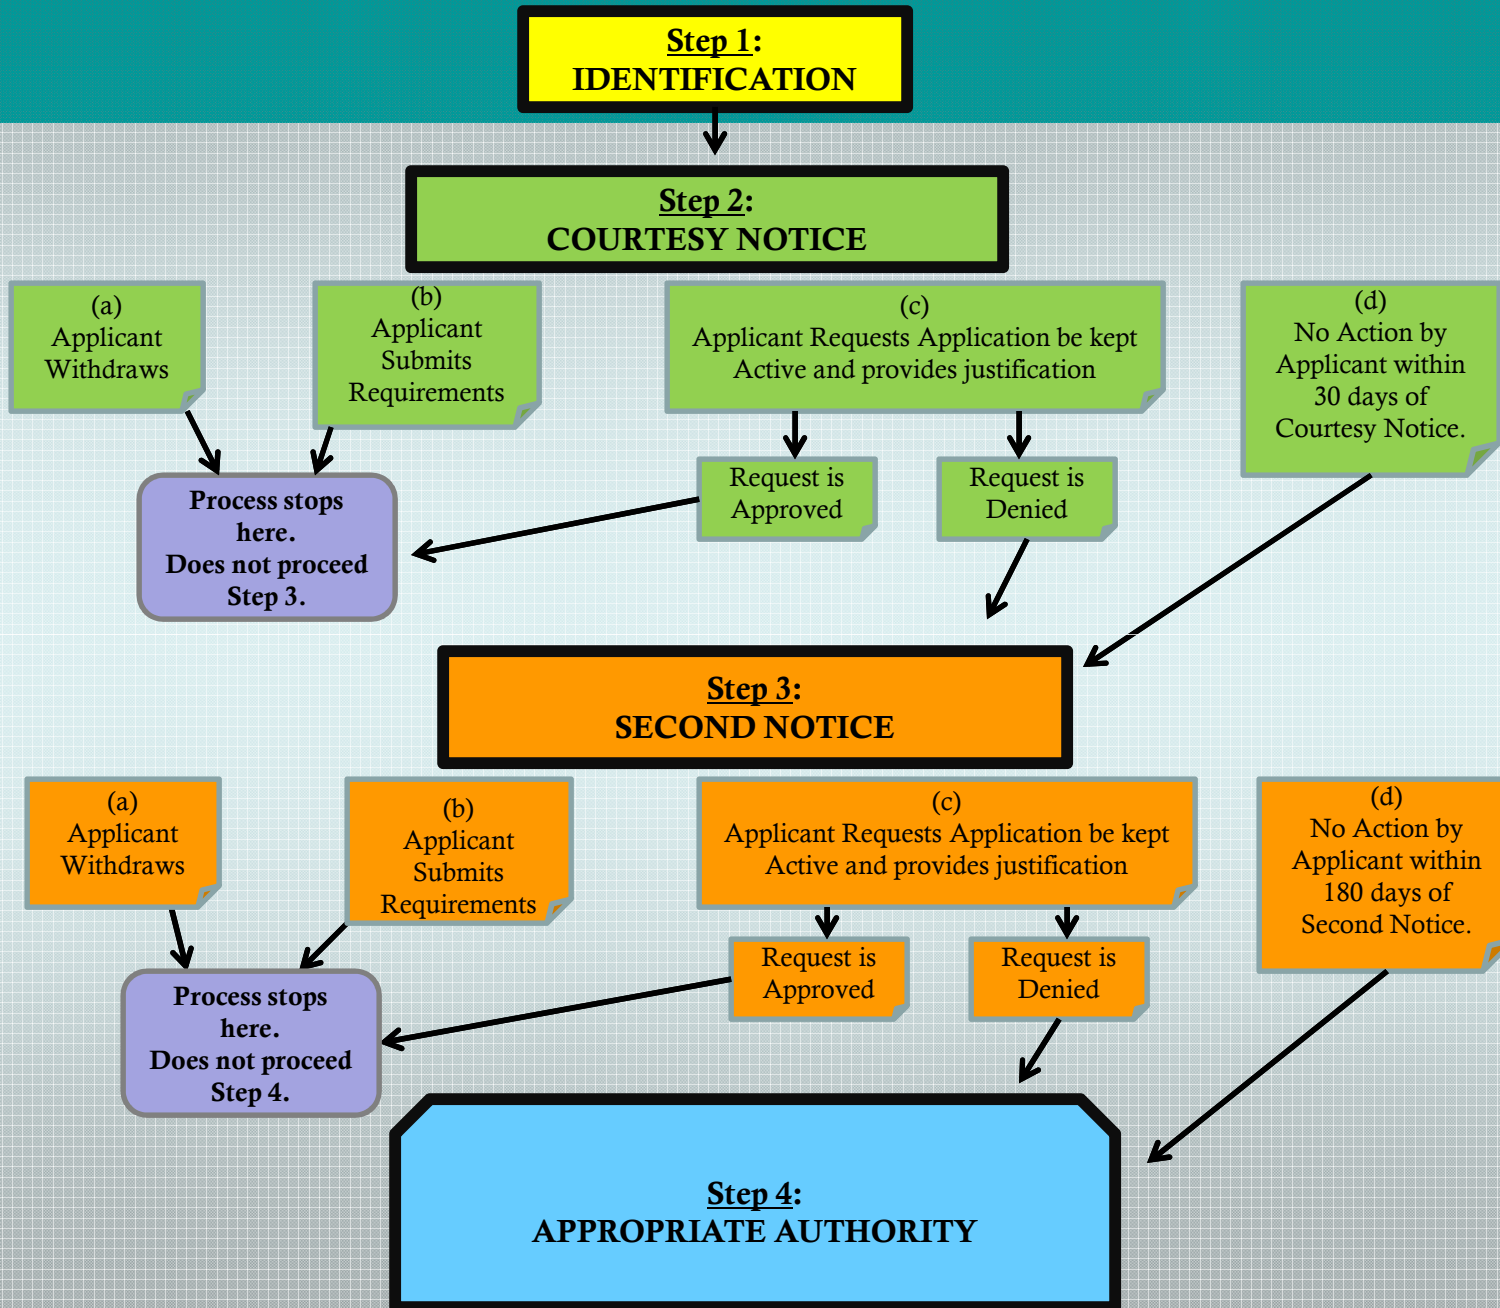 Step 1:
IDENTIFICATION
Step 2:
COURTESY NOTICE
(a)
Applicant
Withdraws
(b)
Applicant
Submits
Requirements
(c)
Applicant Requests Application be kept
Active and provides justification
(d)
No Action by
Applicant within
30 days of
Courtesy Notice.
Request is
Approved
Request is
Denied
Process stops
here.
Does not proceed
Step 3.
Step 3:
SECOND NOTICE
(a)
Applicant
Withdraws
(b)
Applicant
Submits
Requirements
(c)
Applicant Requests Application be kept
Active and provides justification
(d)
No Action by
Applicant within
180 days of
Second Notice.
Request is
Approved
Request is
Denied
Process stops
here.
Does not proceed
Step 4.
Step 4:
APPROPRIATE AUTHORITY